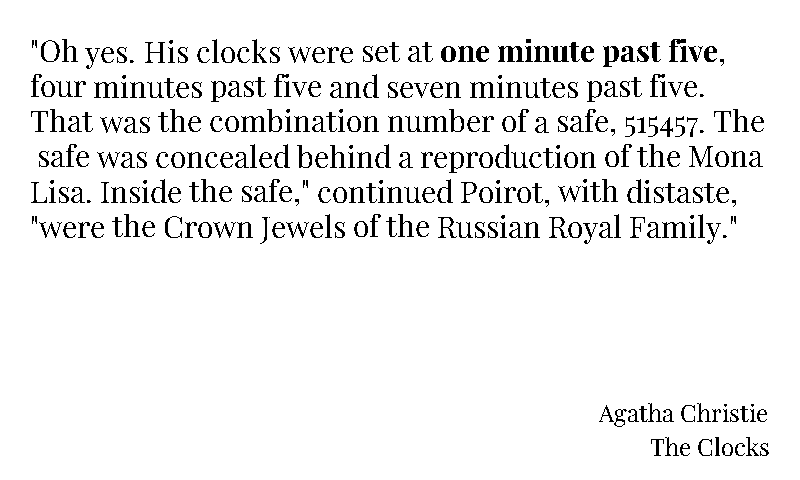 "Oh yes. His clocks were set at one minute past five,
four minutes past five and seven minutes past five.
That was the combination number of a safe, 515457. The
safe was concealed behind a reproduction of the Mona
Lisa. Inside the safe," continued Poirot, with distaste,
"were the Crown Jewels of the Russian Royal Family."
Agatha Christie
The Clocks